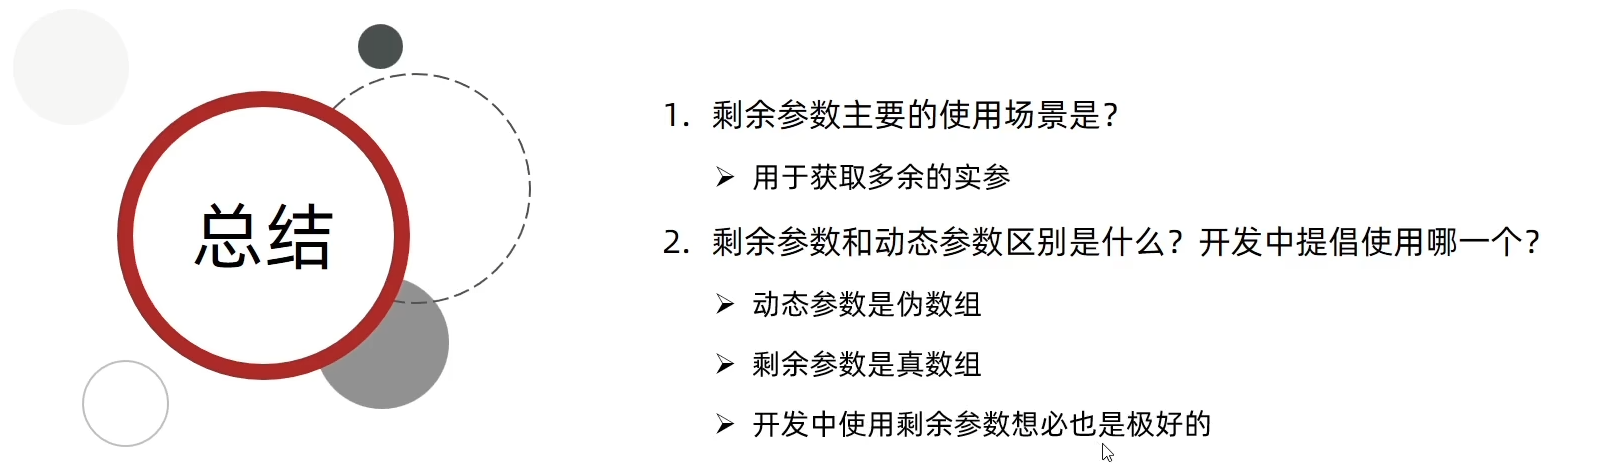 总结
1. 剩余参数主要的使用场景是？
➢ 用于获取多余的实参
2. 剩余参数和动态参数区别是什么？开发中提倡使用哪一个？
➢ 动态参数是伪数组
➢ 剩余参数是真数组
➢ 开发中使用剩余参数想必也是极好的